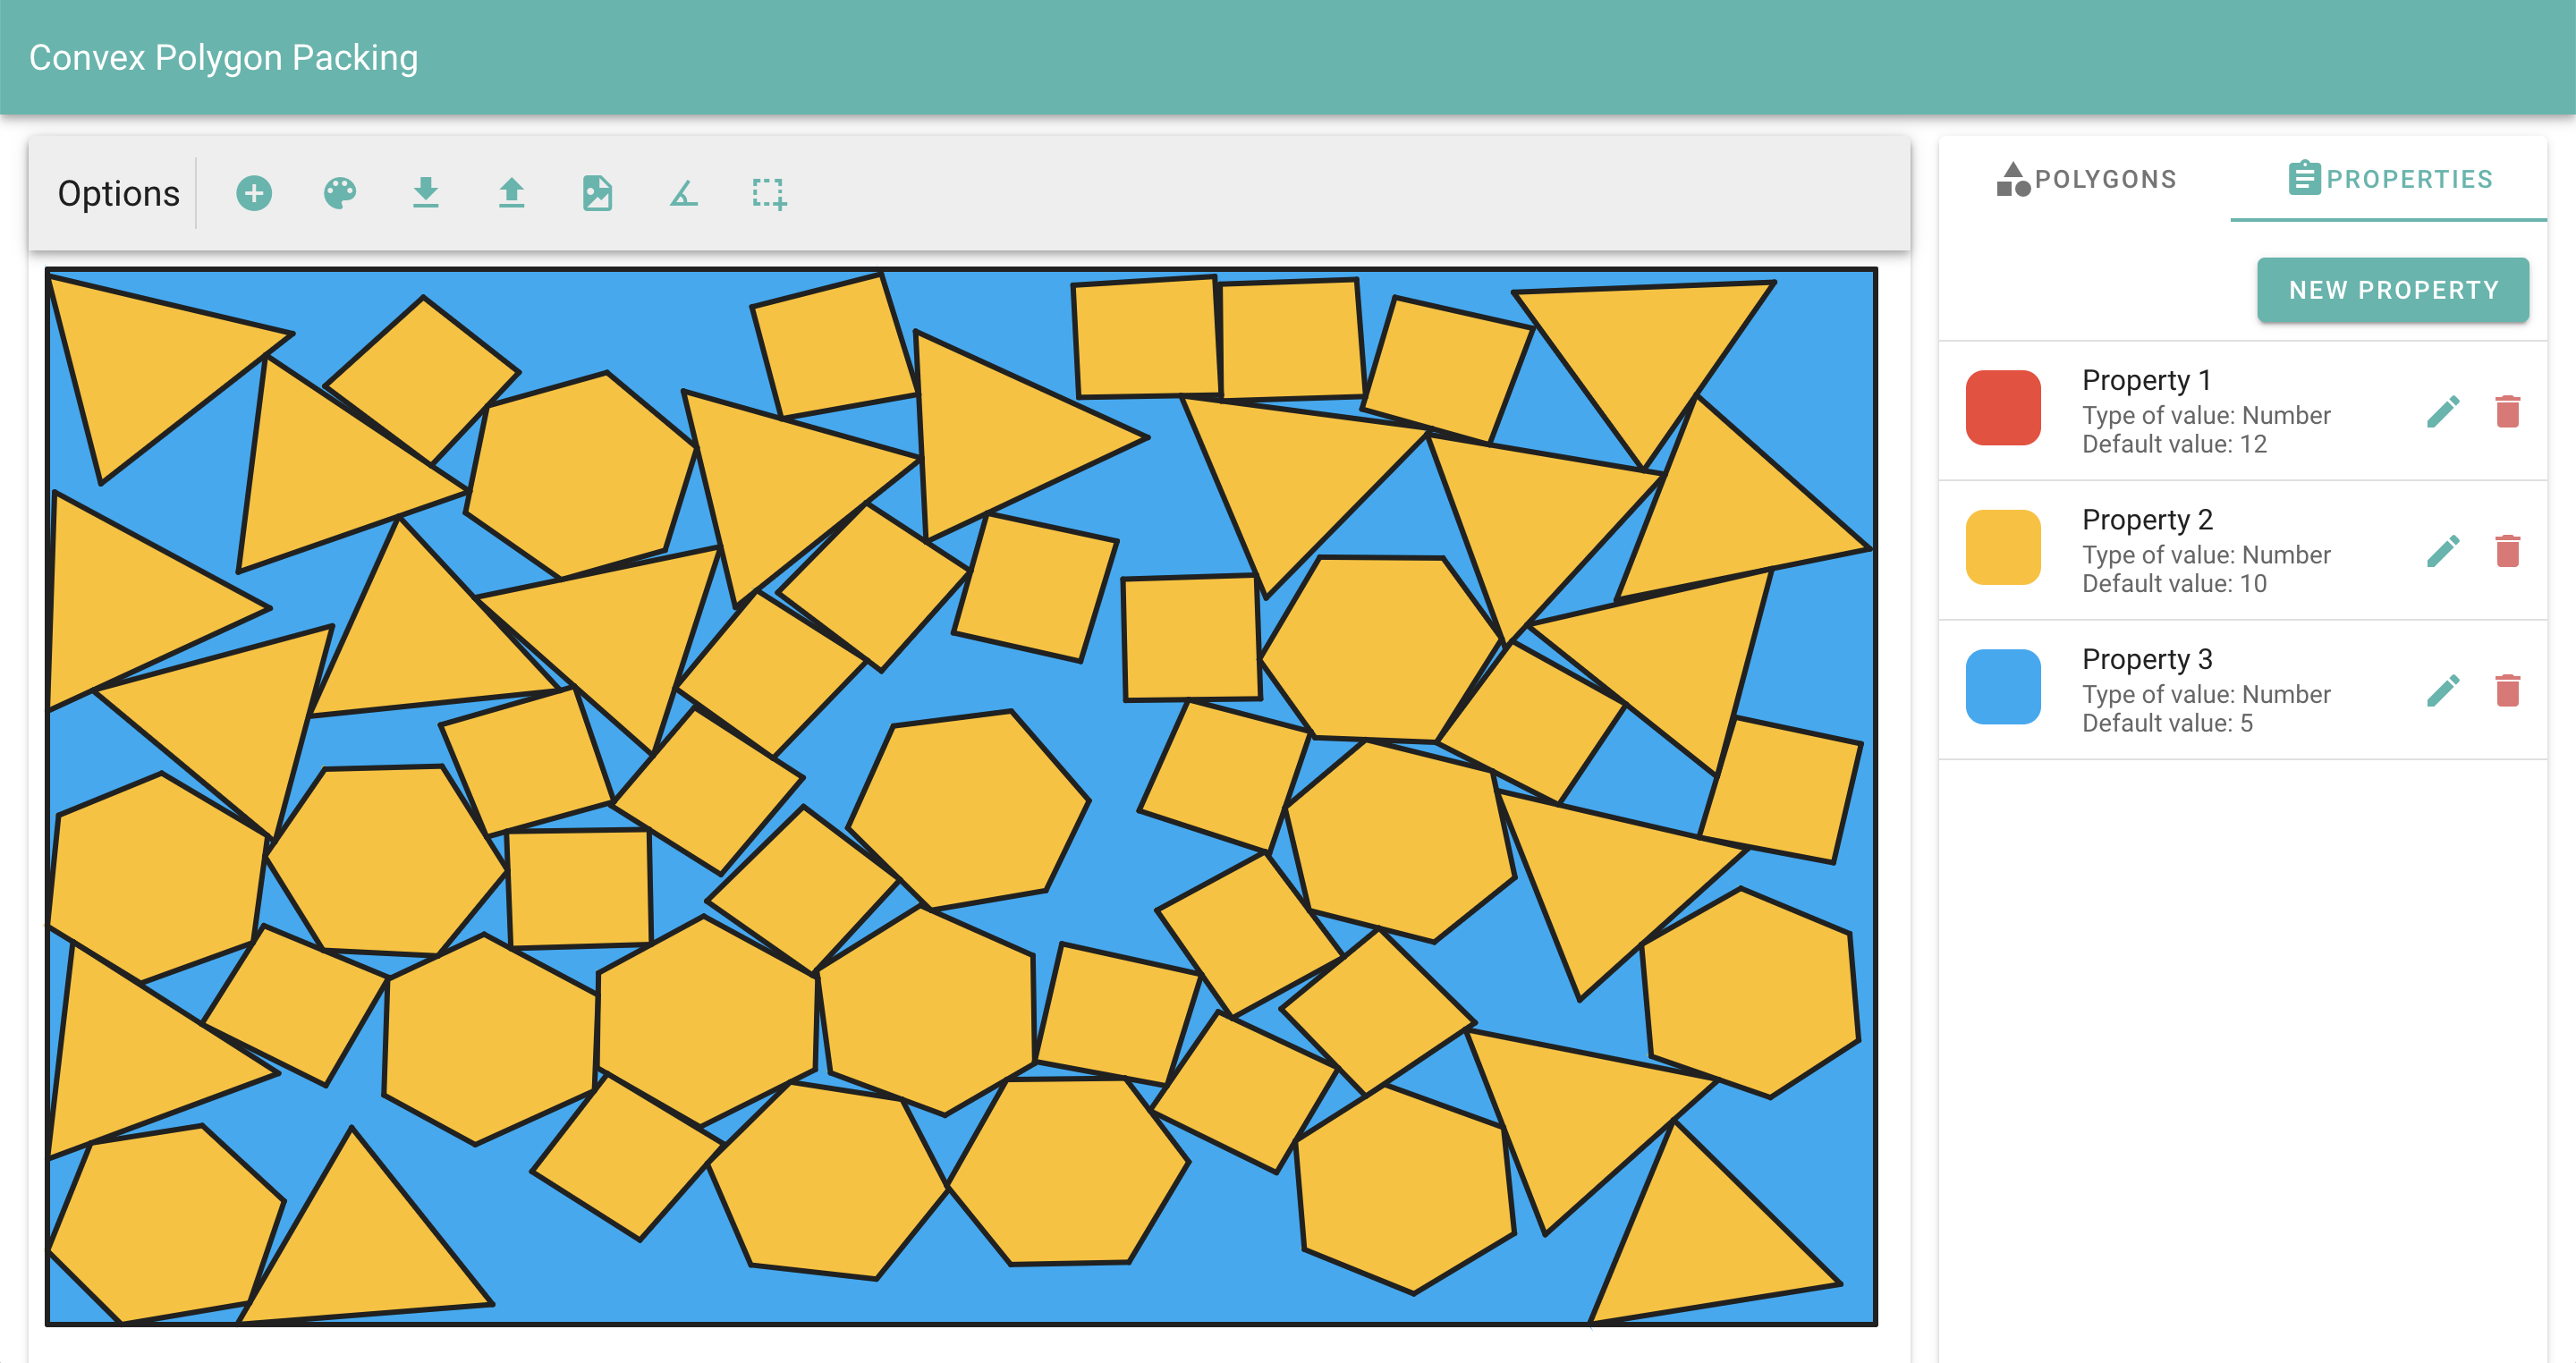 Convex Polygon Packing
Options
POLYGONS
PROPERTIES
NEW PROPERTY
Property 1
Type of value: Number
Default value: 12
Property 2
Type of value: Number
Default value: 10
Property 3
Type of value: Number
Default value: 5